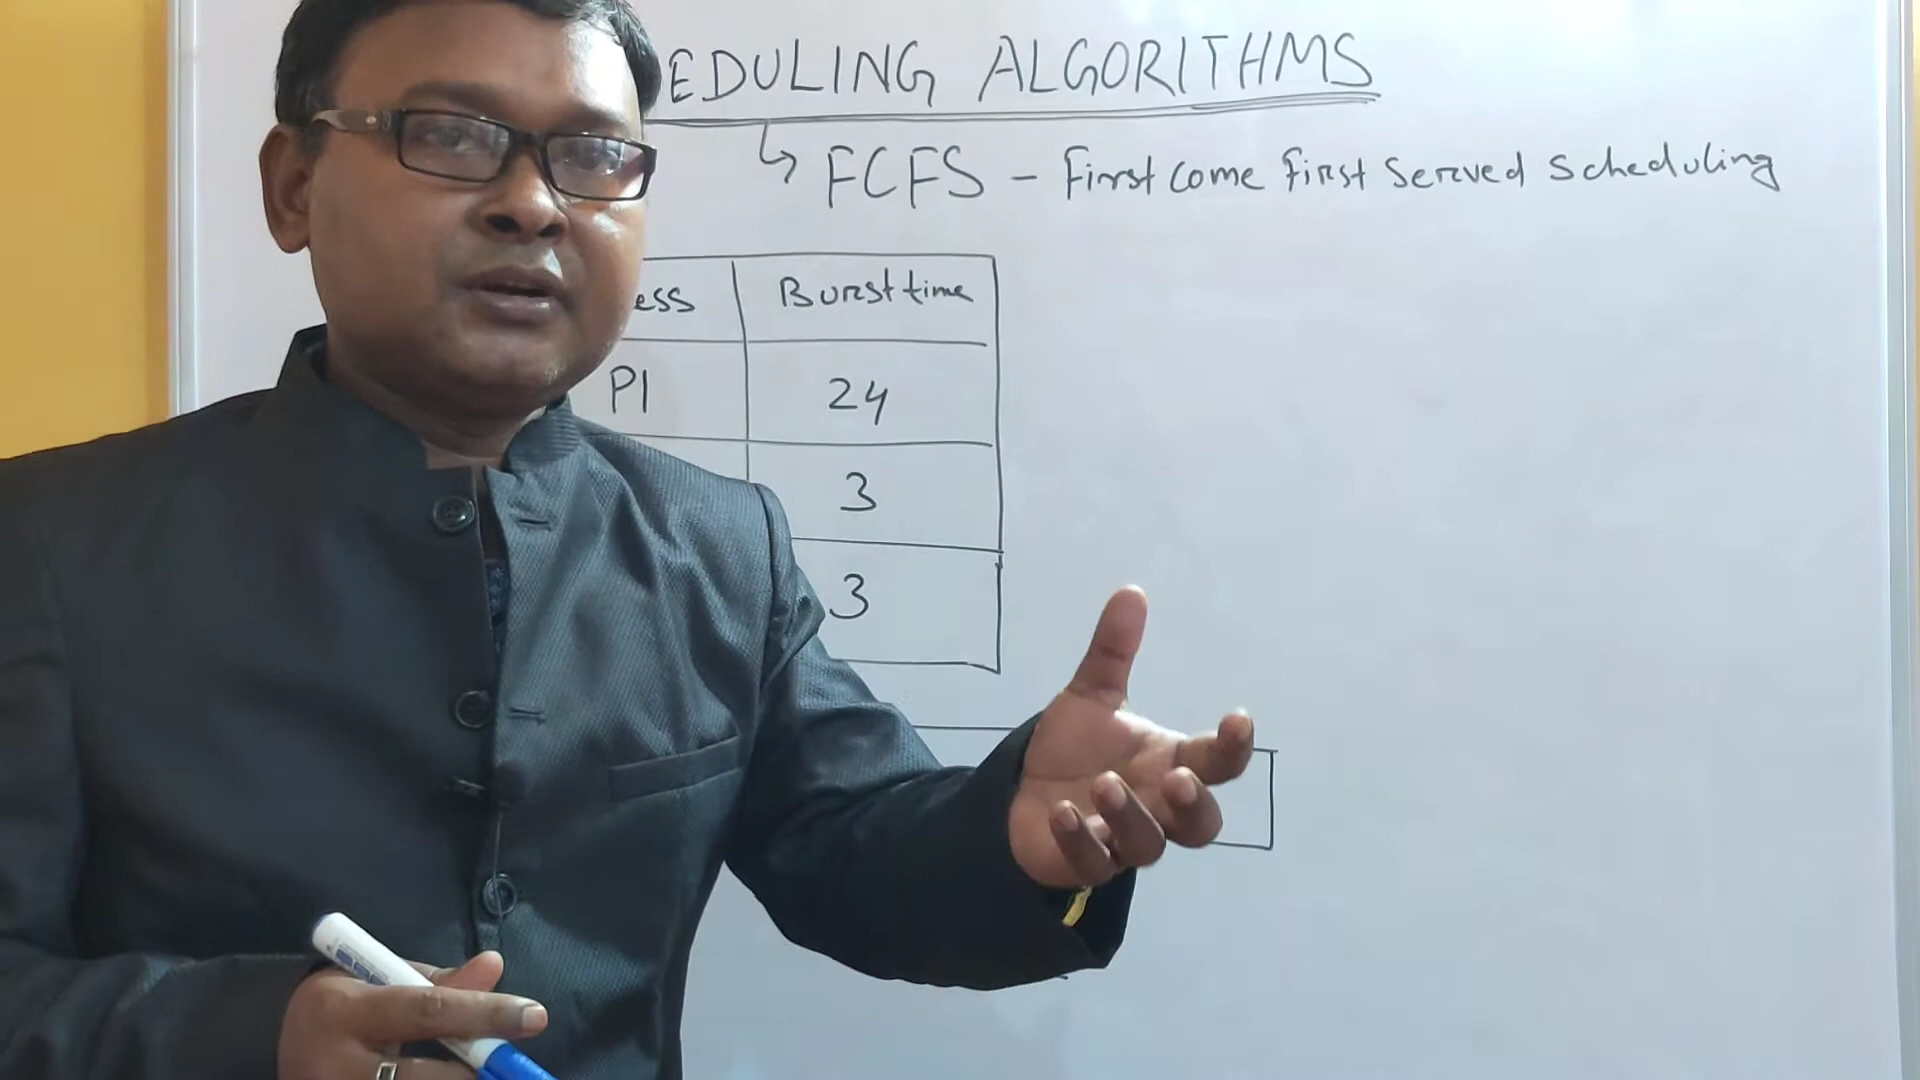 EDULING ALGORITHMS
↳ FCFS - First come first Served Scheduling
ess Burst time
P1 24
3
3